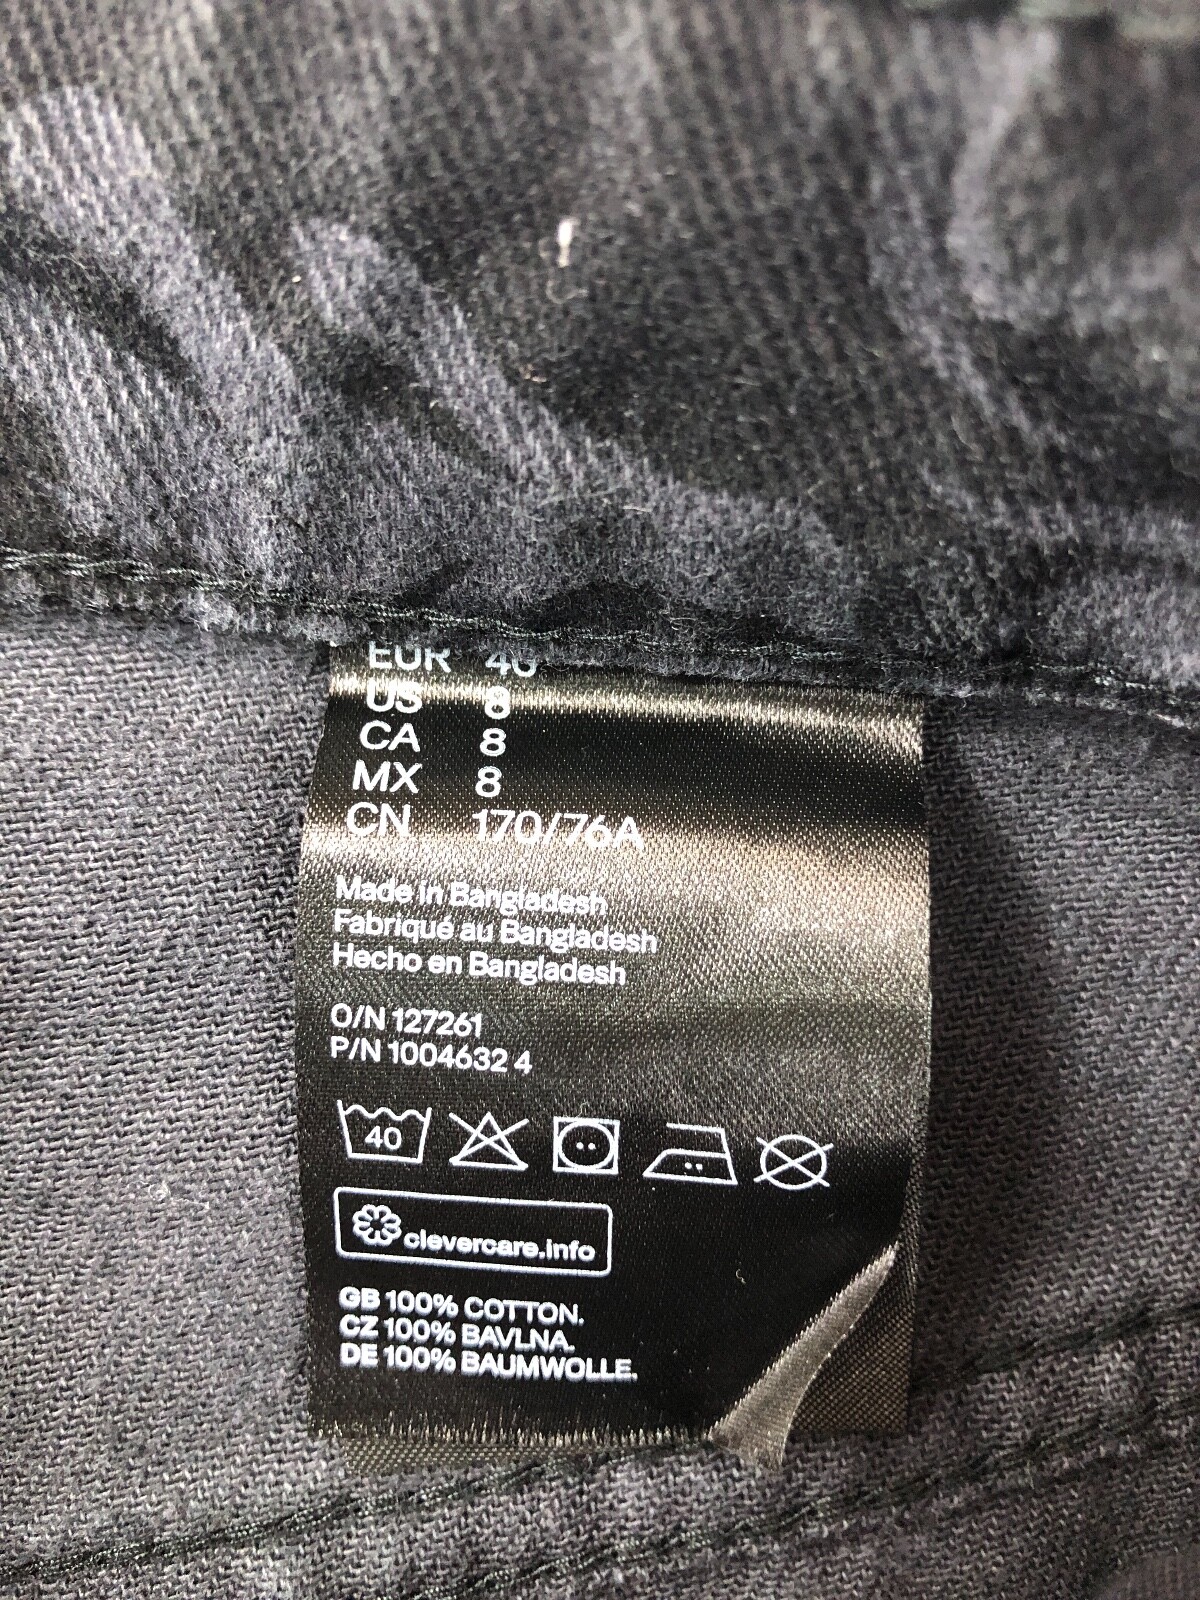 EUR 40
US 8
CA 8
MX 8
CN 170/76A
Made in Bangladesh
Fabriqué au Bangladesh
Hecho en Bangladesh
O/N 127261
P/N 1004632 4
40
clevercare.info
GB 100% COTTON.
CZ 100% BAVLNA.
DE 100% BAUMWOLLE.